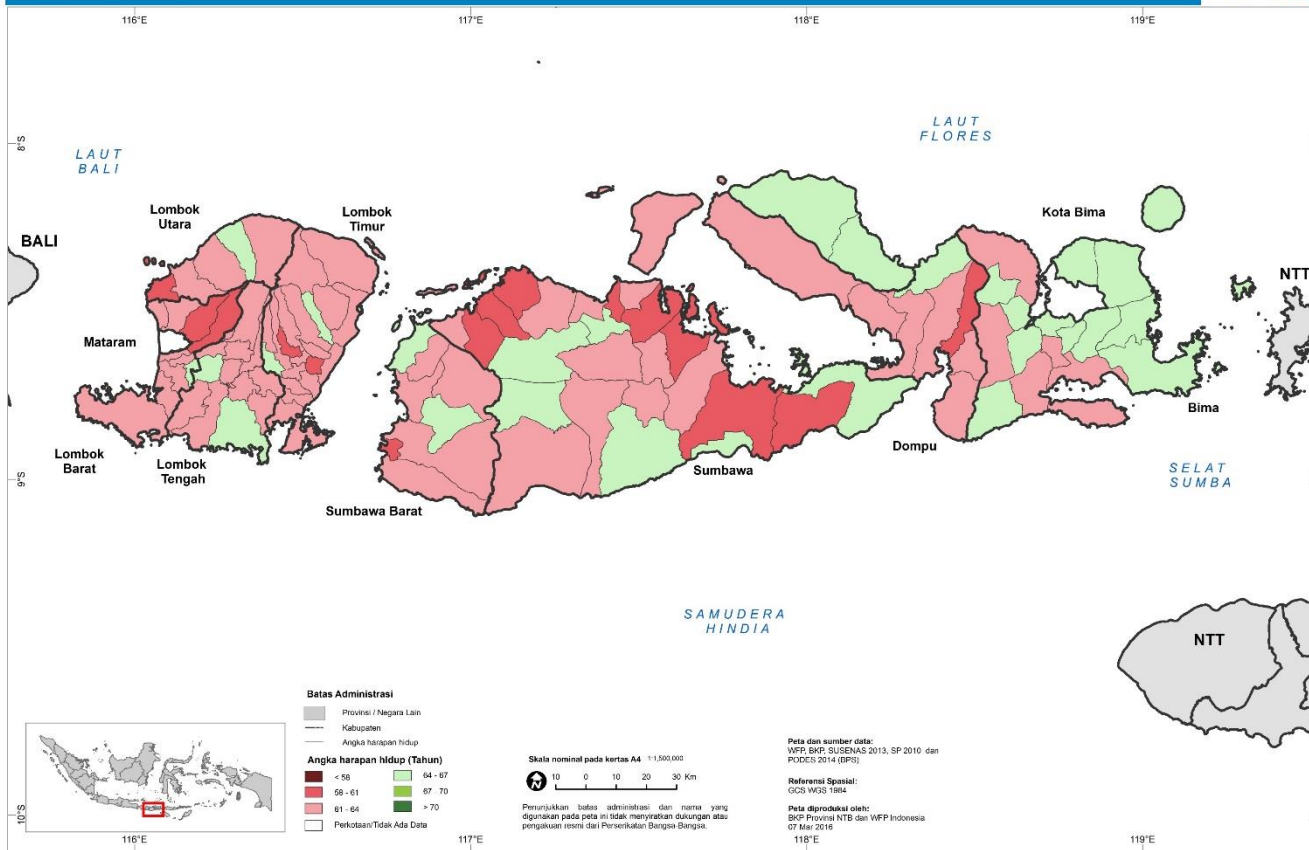 116°E
117°E
118°E
119°E
8°S
LAUT
BALI
LAUT
FLORES
Lombok
Utara
Lombok
Timur
Kota Bima
BALI
NTT
Mataram
Bima
Lombok
Barat
Lombok
Tengah
Dompu
Sumbawa
9°S
SELAT
SUMBA
Sumbawa Barat
SAMUDERA
HINDIA
NTT
Batas Administrasi
Provinsi / Negara Lain
Kabupaten
Angka harapan hidup
Angka harapan hidup (Tahun)
< 58
58 - 61
61 - 64
Perkotaan/Tidak Ada Data
64 - 67
67 - 70
> 70
Skala nominal pada kertas A4 1:1,500,000
10 0 10 20 30 Km
Penunjukkan batas administrasi dan nama yang
digunakan pada peta ini tidak menyiratkan dukungan atau
pengakuan resmi dari Perserikatan Bangsa-Bangsa.
Peta dan sumber data:
WFP, BKP, SUSENAS 2013, SP 2010 dan
PODES 2014 (BPS)
Referensi Spasial:
GCS WGS 1984
Peta diproduksi oleh:
BKP Provinsi NTB dan WFP Indonesia
07 Mar 2016
10°S
116°E
117°E
118°E
119°E